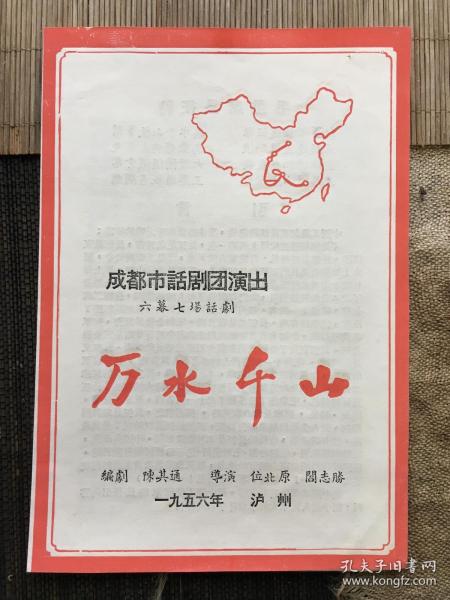 成都市話剧团演出
六幕七場話劇
万水千山
編劇 陳其通 導演 位北原 閻志勝
一九五六年 泸州
孔夫子旧书网
www.kongfz.com